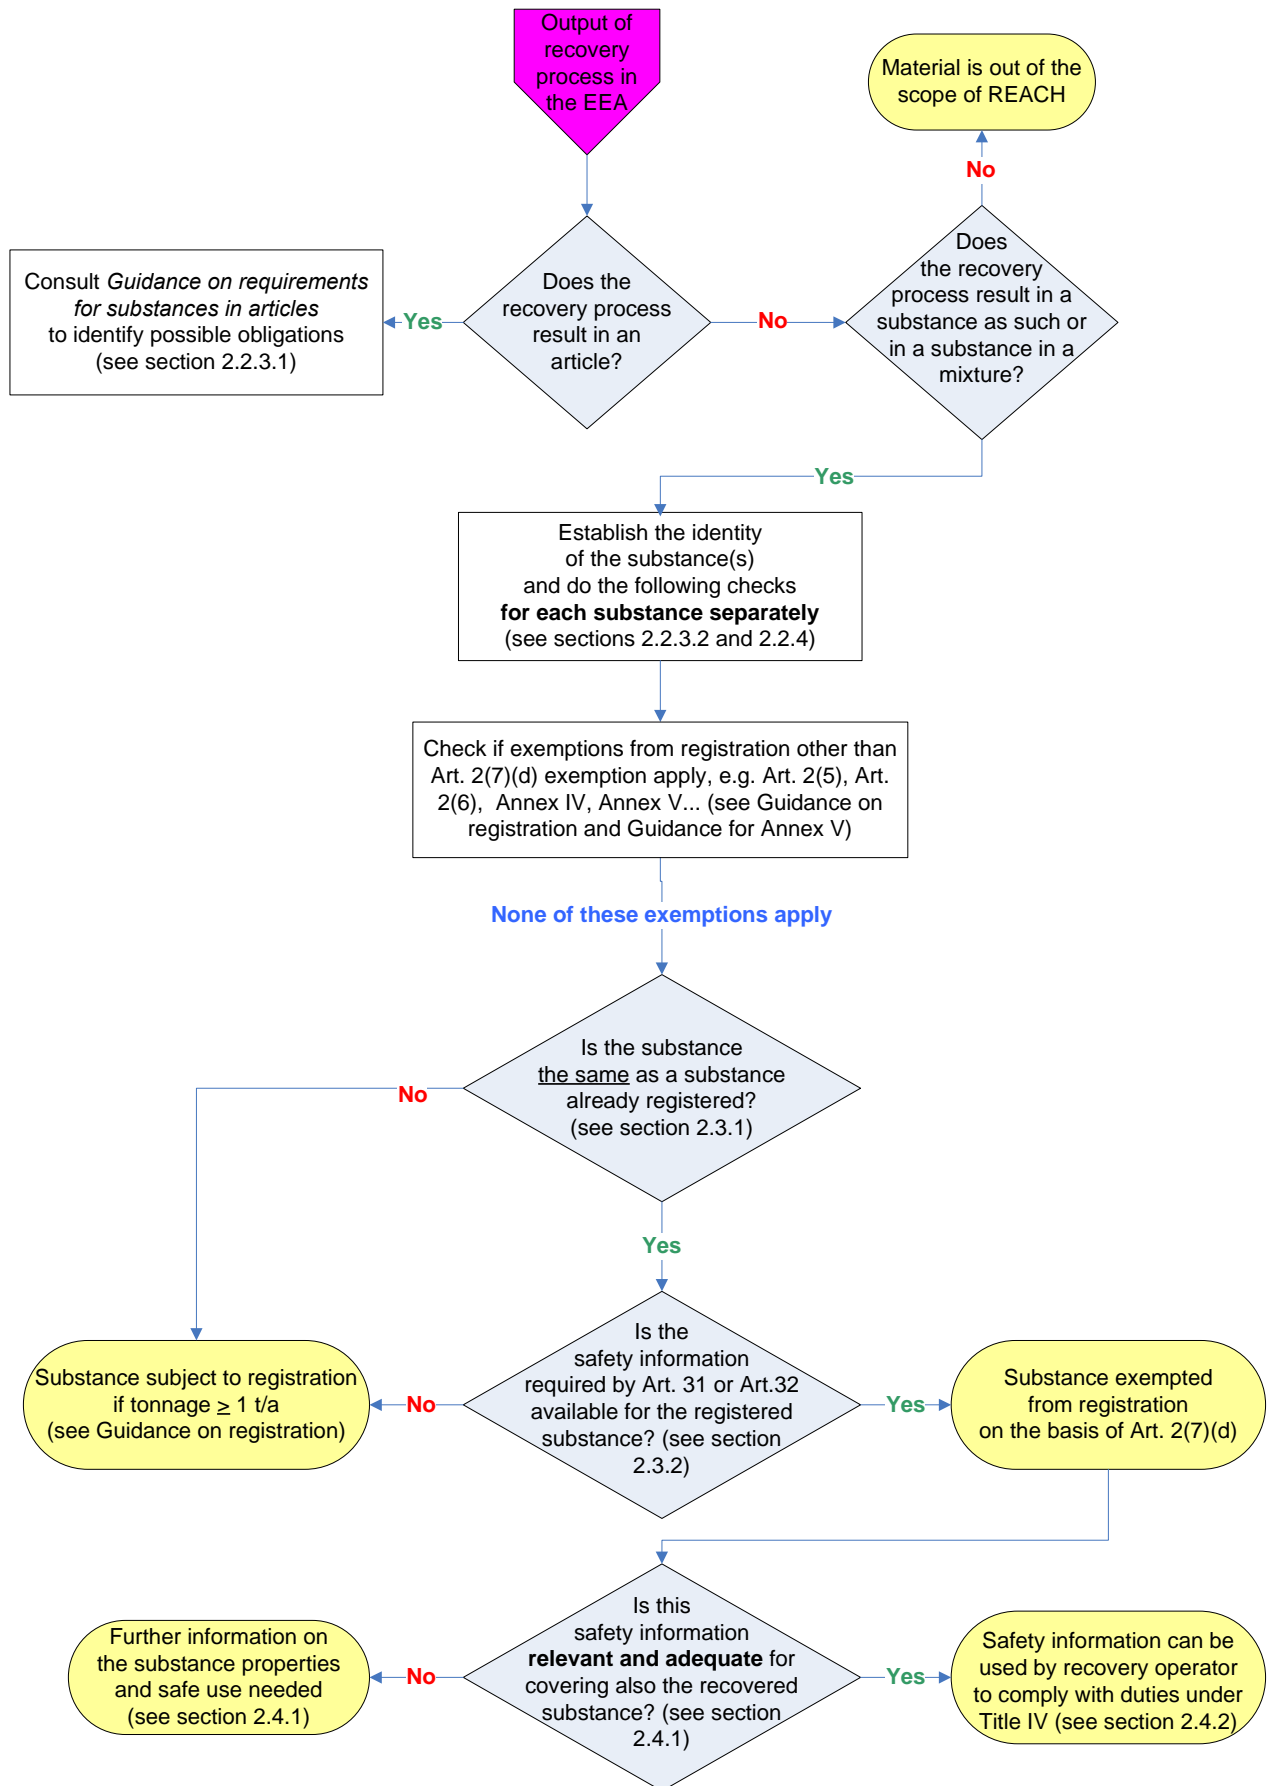 Output of
recovery
process in
the EEA
Material is out of the
scope of REACH
No
Does
the recovery
process result in a
substance as such or
in a substance in a
mixture?
Does the
recovery process
result in an
article?
Yes
No
Consult Guidance on requirements
for substances in articles
to identify possible obligations
(see section 2.2.3.1)
Yes
Establish the identity
of the substance(s)
and do the following checks
for each substance separately
(see sections 2.2.3.2 and 2.2.4)
Check if exemptions from registration other than
Art. 2(7)(d) exemption apply, e.g. Art. 2(5), Art.
2(6), Annex IV, Annex V... (see Guidance on
registration and Guidance for Annex V)
None of these exemptions apply
Is the substance
the same as a substance
already registered?
(see section 2.3.1)
No
Yes
Is the
safety information
required by Art. 31 or Art.32
available for the registered
substance? (see section
2.3.2)
No
Yes
Substance subject to registration
if tonnage ≥ 1 t/a
(see Guidance on registration)
Substance exempted
from registration
on the basis of Art. 2(7)(d)
Is this
safety information
relevant and adequate for
covering also the recovered
substance? (see section
2.4.1)
No
Yes
Further information on
the substance properties
and safe use needed
(see section 2.4.1)
Safety information can be
used by recovery operator
to comply with duties under
Title IV (see section 2.4.2)